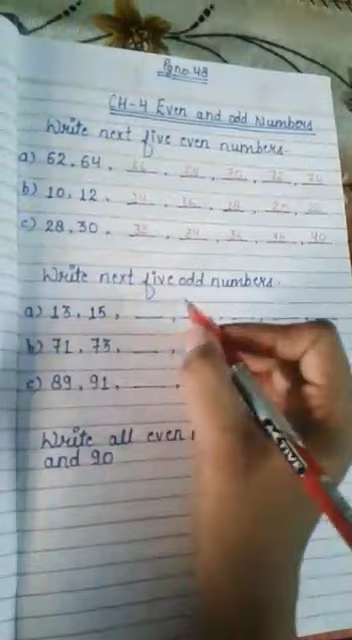 Pg no. 48
CH-4 Even and odd Numbers
Write next five even numbers.
a) 62, 64, 66, 68, 70, 72, 74
b) 10, 12, 14, 16, 18, 20, 22
c) 28, 30, 32, 34, 36, 38, 40
Write next five odd numbers.
a) 13, 15,
b) 71, 73,
c) 89, 91,
Write all even
and 90